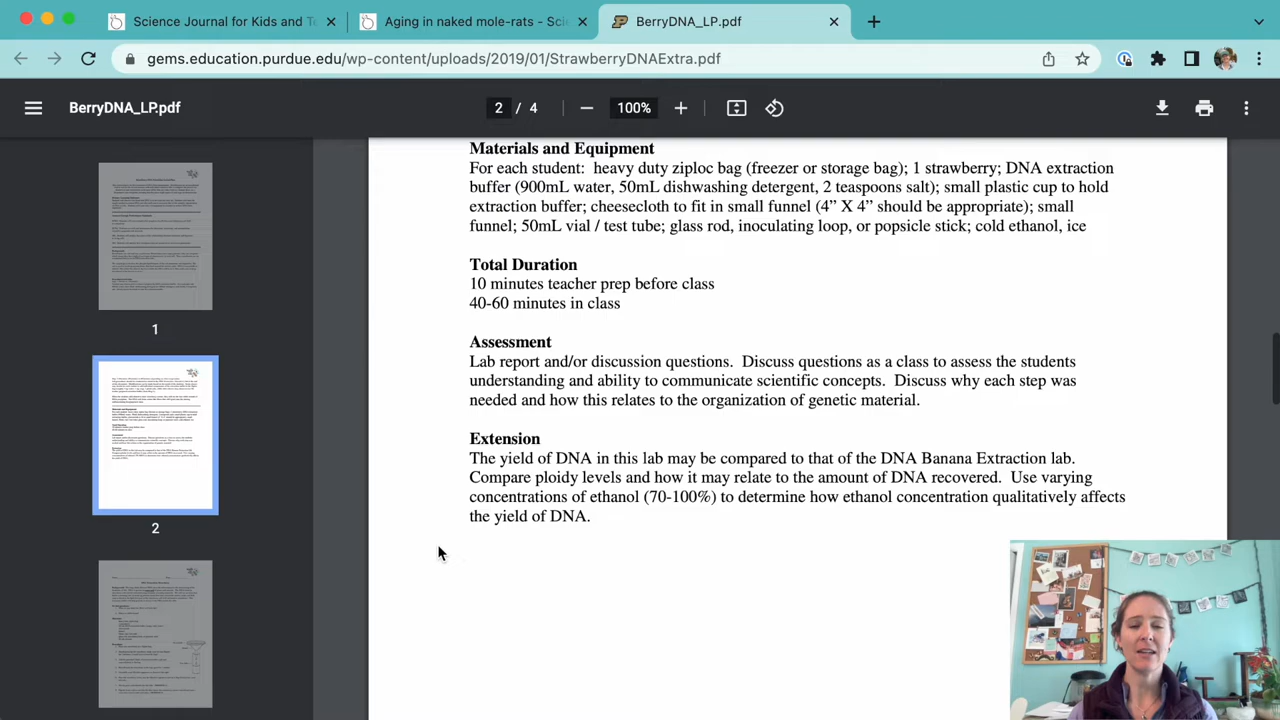 Science Journal for Kids and T
Aging in naked mole-rats - Sci
BerryDNA_LP.pdf
gems.education.purdue.edu/wp-content/uploads/2019/01/StrawberryDNAExtra.pdf
BerryDNA_LP.pdf
2 / 4
100%
Materials and Equipment
For each student: heavy duty ziploc bag (freezer or storage bag); 1 strawberry; DNA extraction
buffer (900mL water, 50mL dishwashing detergent, 2 teaspoons salt); small plastic cup to hold
extraction buffer; cheesecloth to fit in small funnel (4” X 4” should be appropriate); small
funnel; 50mL vial / test tube; glass rod, inoculating loop, or popsicle stick; cold ethanol, ice
Total Duration
10 minutes teacher prep before class
40-60 minutes in class
Assessment
Lab report and/or discussion questions. Discuss questions as a class to assess the students
understanding and ability to communicate scientific concepts. Discuss why each step was
needed and how this relates to the organization of genetic material.
Extension
The yield of DNA in this lab may be compared to that of the DNA Banana Extraction lab.
Compare ploidy levels and how it may relate to the amount of DNA recovered. Use varying
concentrations of ethanol (70-100%) to determine how ethanol concentration qualitatively affects
the yield of DNA.
1
2